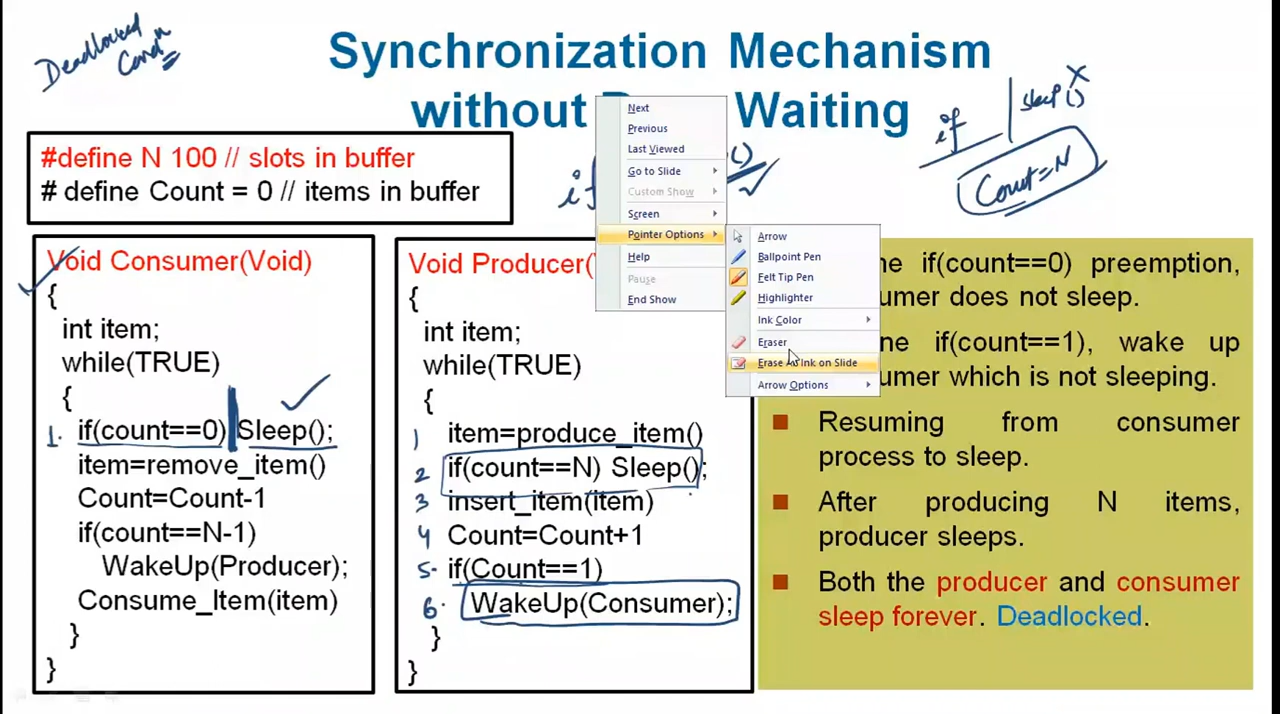 Deadlocked
Condn
Synchronization Mechanism
without Waiting
if sleep()
Count=N
#define N 100 // slots in buffer
# define Count = 0 // items in buffer
if ()
Next
Previous
Last Viewed
Go to Slide
Custom Show
Screen
Pointer Options
Help
Pause
End Show
Arrow
Ballpoint Pen
Felt Tip Pen
Highlighter
Ink Color
Eraser
Erase All Ink on Slide
Arrow Options
Void Consumer(Void)
{
int item;
while(TRUE)
{
1. if(count==0) Sleep();
item=remove_item()
Count=Count-1
if(count==N-1)
WakeUp(Producer);
Consume_Item(item)
}
}
Void Producer(
{
int item;
while(TRUE)
{
1 item=produce_item()
2 if(count==N) Sleep();
3 insert_item(item)
4 Count=Count+1
5. if(Count==1)
6. WakeUp(Consumer);
}
}
if(count==0) preemption,
does not sleep.
if(count==1), wake up
which is not sleeping.
Resuming from consumer
process to sleep.
After producing N items,
producer sleeps.
Both the producer and consumer
sleep forever. Deadlocked.